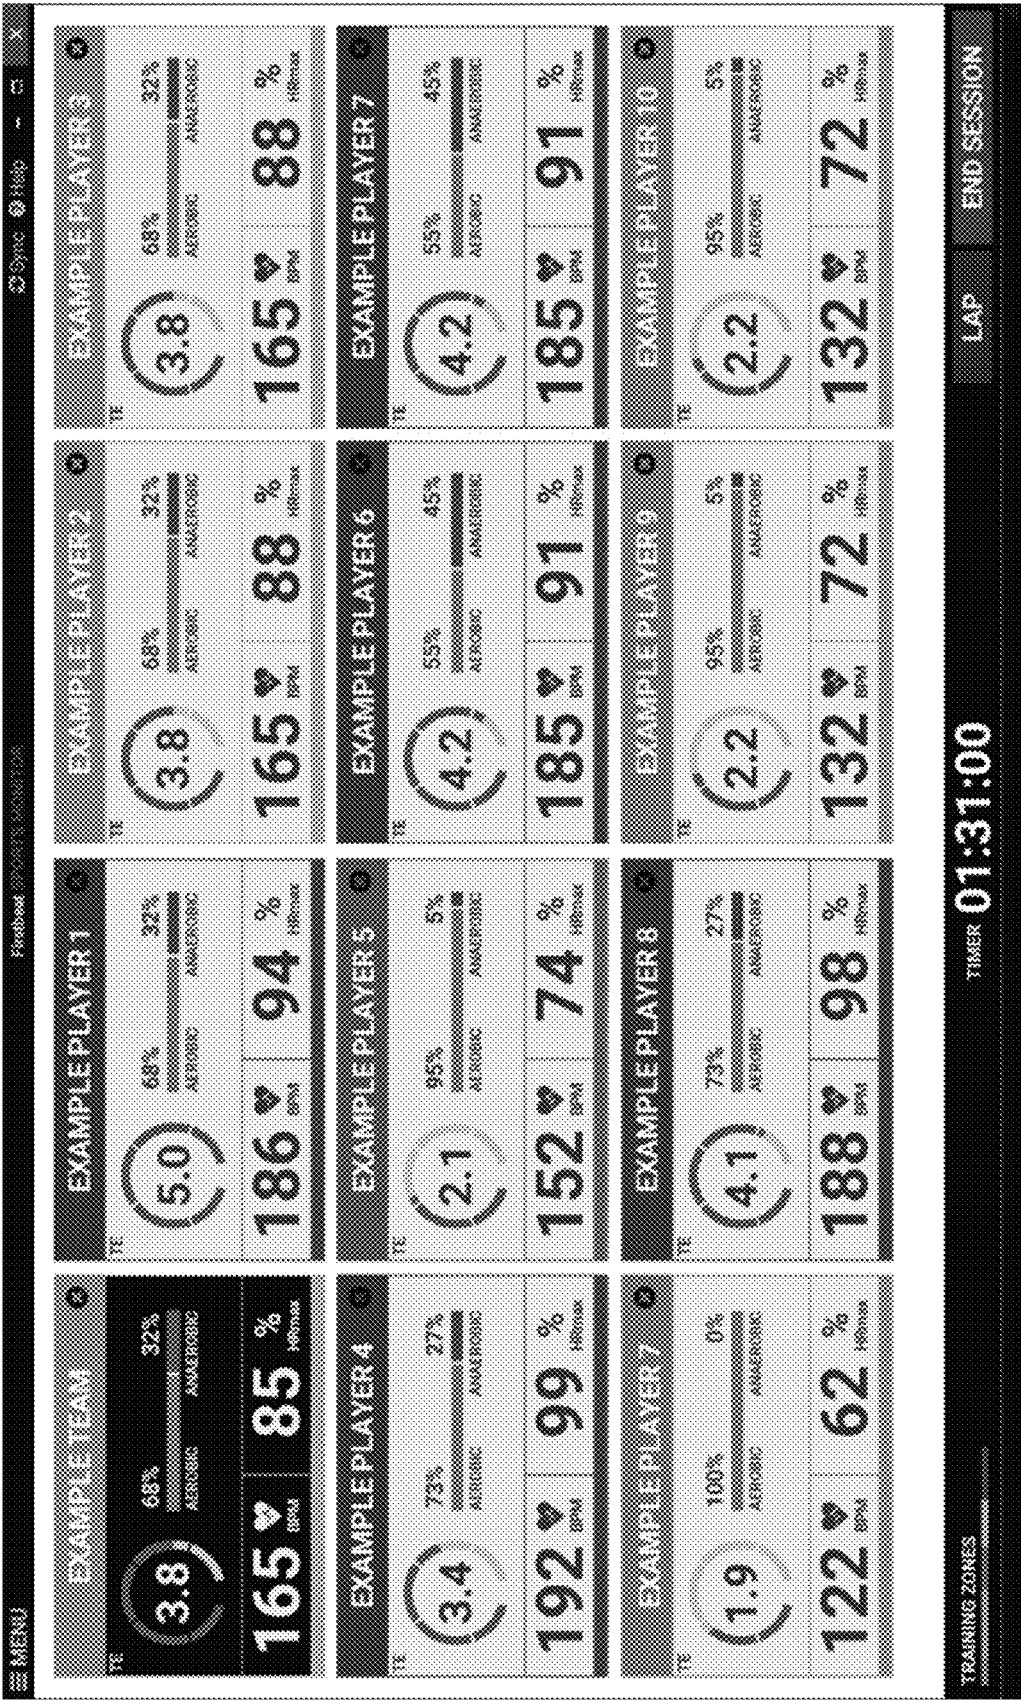 MENU
Firstbeat SPORTS MONITOR
Sync
Help
EXAMPLE TEAM
TE
3.8
68%
32%
AEROBIC
ANAEROBIC
165
BPM
85
%
HRmax
EXAMPLE PLAYER 1
TE
5.0
68%
32%
AEROBIC
ANAEROBIC
186
BPM
94
%
HRmax
EXAMPLE PLAYER 2
TE
3.8
68%
32%
AEROBIC
ANAEROBIC
165
BPM
88
%
HRmax
EXAMPLE PLAYER 3
TE
3.8
68%
32%
AEROBIC
ANAEROBIC
165
BPM
88
%
HRmax
EXAMPLE PLAYER 4
TE
3.4
73%
27%
AEROBIC
ANAEROBIC
192
BPM
99
%
HRmax
EXAMPLE PLAYER 5
TE
2.1
95%
5%
AEROBIC
ANAEROBIC
152
BPM
74
%
HRmax
EXAMPLE PLAYER 6
TE
4.2
55%
45%
AEROBIC
ANAEROBIC
185
BPM
91
%
HRmax
EXAMPLE PLAYER 7
TE
4.2
55%
45%
AEROBIC
ANAEROBIC
185
BPM
91
%
HRmax
EXAMPLE PLAYER 7
TE
1.9
100%
0%
AEROBIC
ANAEROBIC
122
BPM
62
%
HRmax
EXAMPLE PLAYER 8
TE
4.1
73%
27%
AEROBIC
ANAEROBIC
188
BPM
98
%
HRmax
EXAMPLE PLAYER 9
TE
2.2
95%
5%
AEROBIC
ANAEROBIC
132
BPM
72
%
HRmax
EXAMPLE PLAYER 10
TE
2.2
95%
5%
AEROBIC
ANAEROBIC
132
BPM
72
%
HRmax
TRAINING ZONES
TIMER 01:31:00
LAP
END SESSION